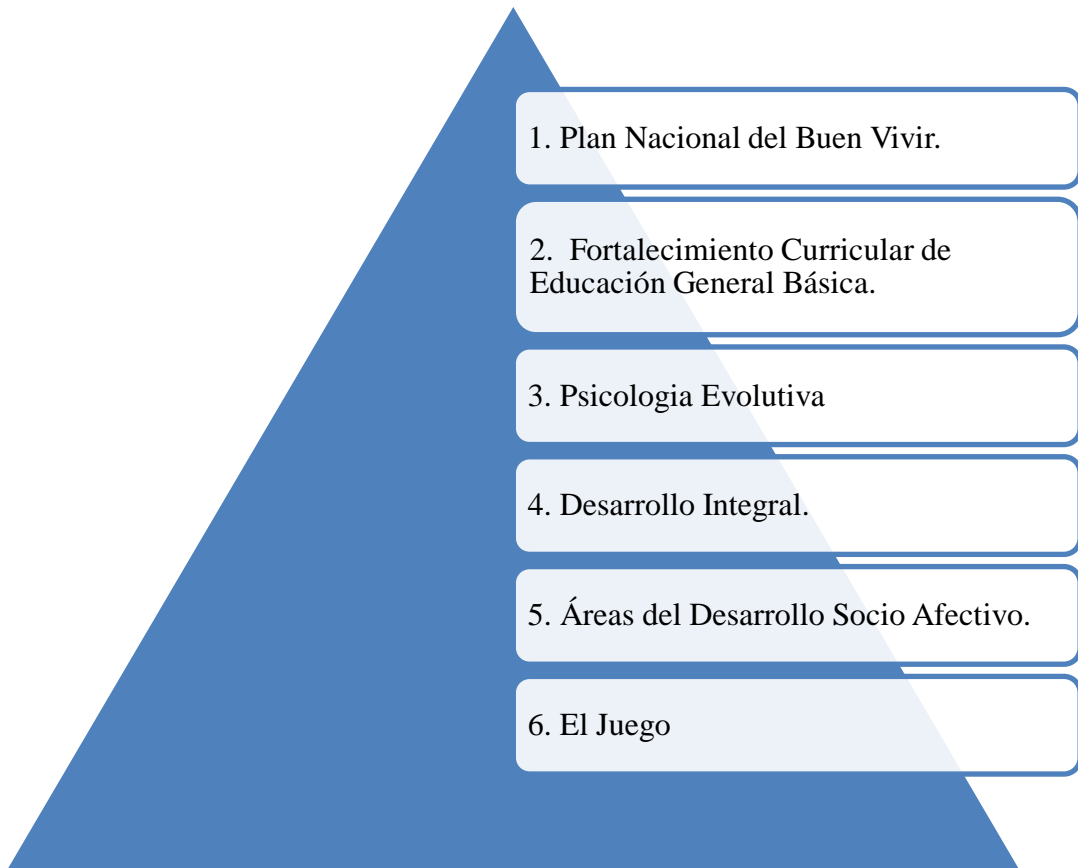 1. Plan Nacional del Buen Vivir.
2. Fortalecimiento Curricular de
Educación General Básica.
3. Psicologia Evolutiva
4. Desarrollo Integral.
5. Áreas del Desarrollo Socio Afectivo.
6. El Juego